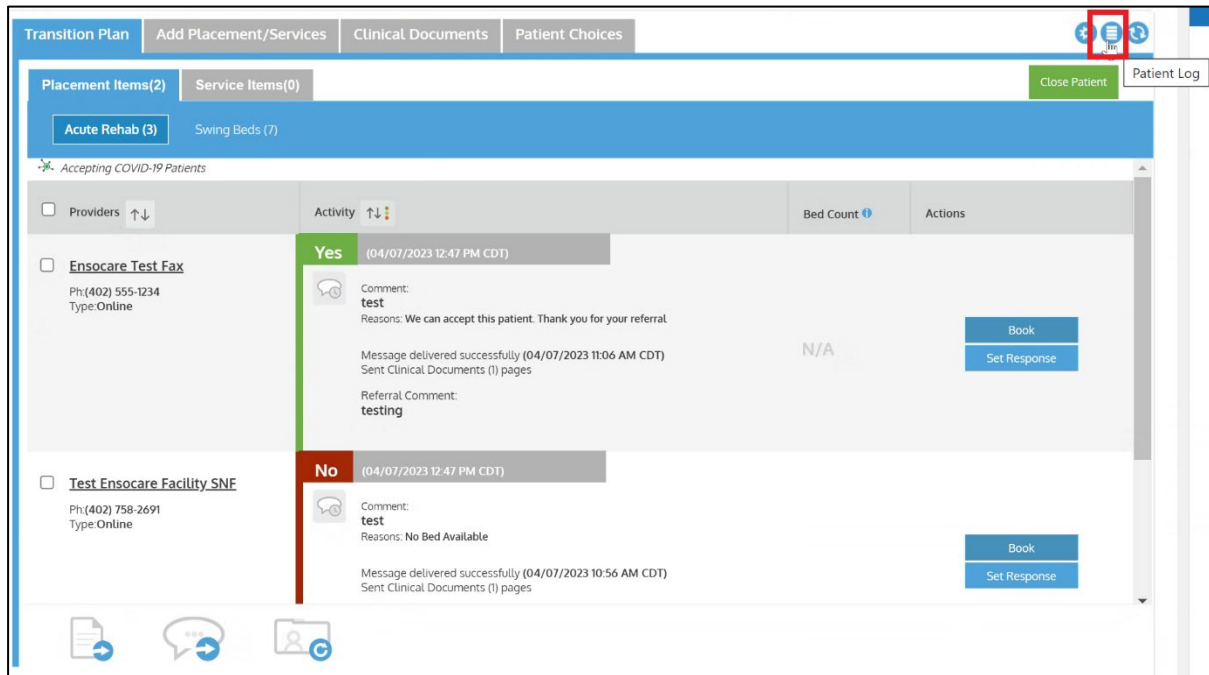 Transition Plan Add Placement/Services Clinical Documents Patient Choices
Patient Log
Placement Items(2) Service Items(0) Close Patient
Acute Rehab (3) Swing Beds (7)
Accepting COVID-19 Patients
Providers Activity Bed Count Actions
Yes (04/07/2023 12:47 PM CDT)
Ensocare Test Fax
Ph:(402) 555-1234
Type:Online
Comment:
test
Reasons: We can accept this patient. Thank you for your referral
Message delivered successfully (04/07/2023 11:06 AM CDT)
Sent Clinical Documents (1) pages
Referral Comment:
testing
N/A
Book
Set Response
No (04/07/2023 12:47 PM CDT)
Test Ensocare Facility SNF
Ph:(402) 758-2691
Type:Online
Comment:
test
Reasons: No Bed Available
Message delivered successfully (04/07/2023 10:56 AM CDT)
Sent Clinical Documents (1) pages
Book
Set Response